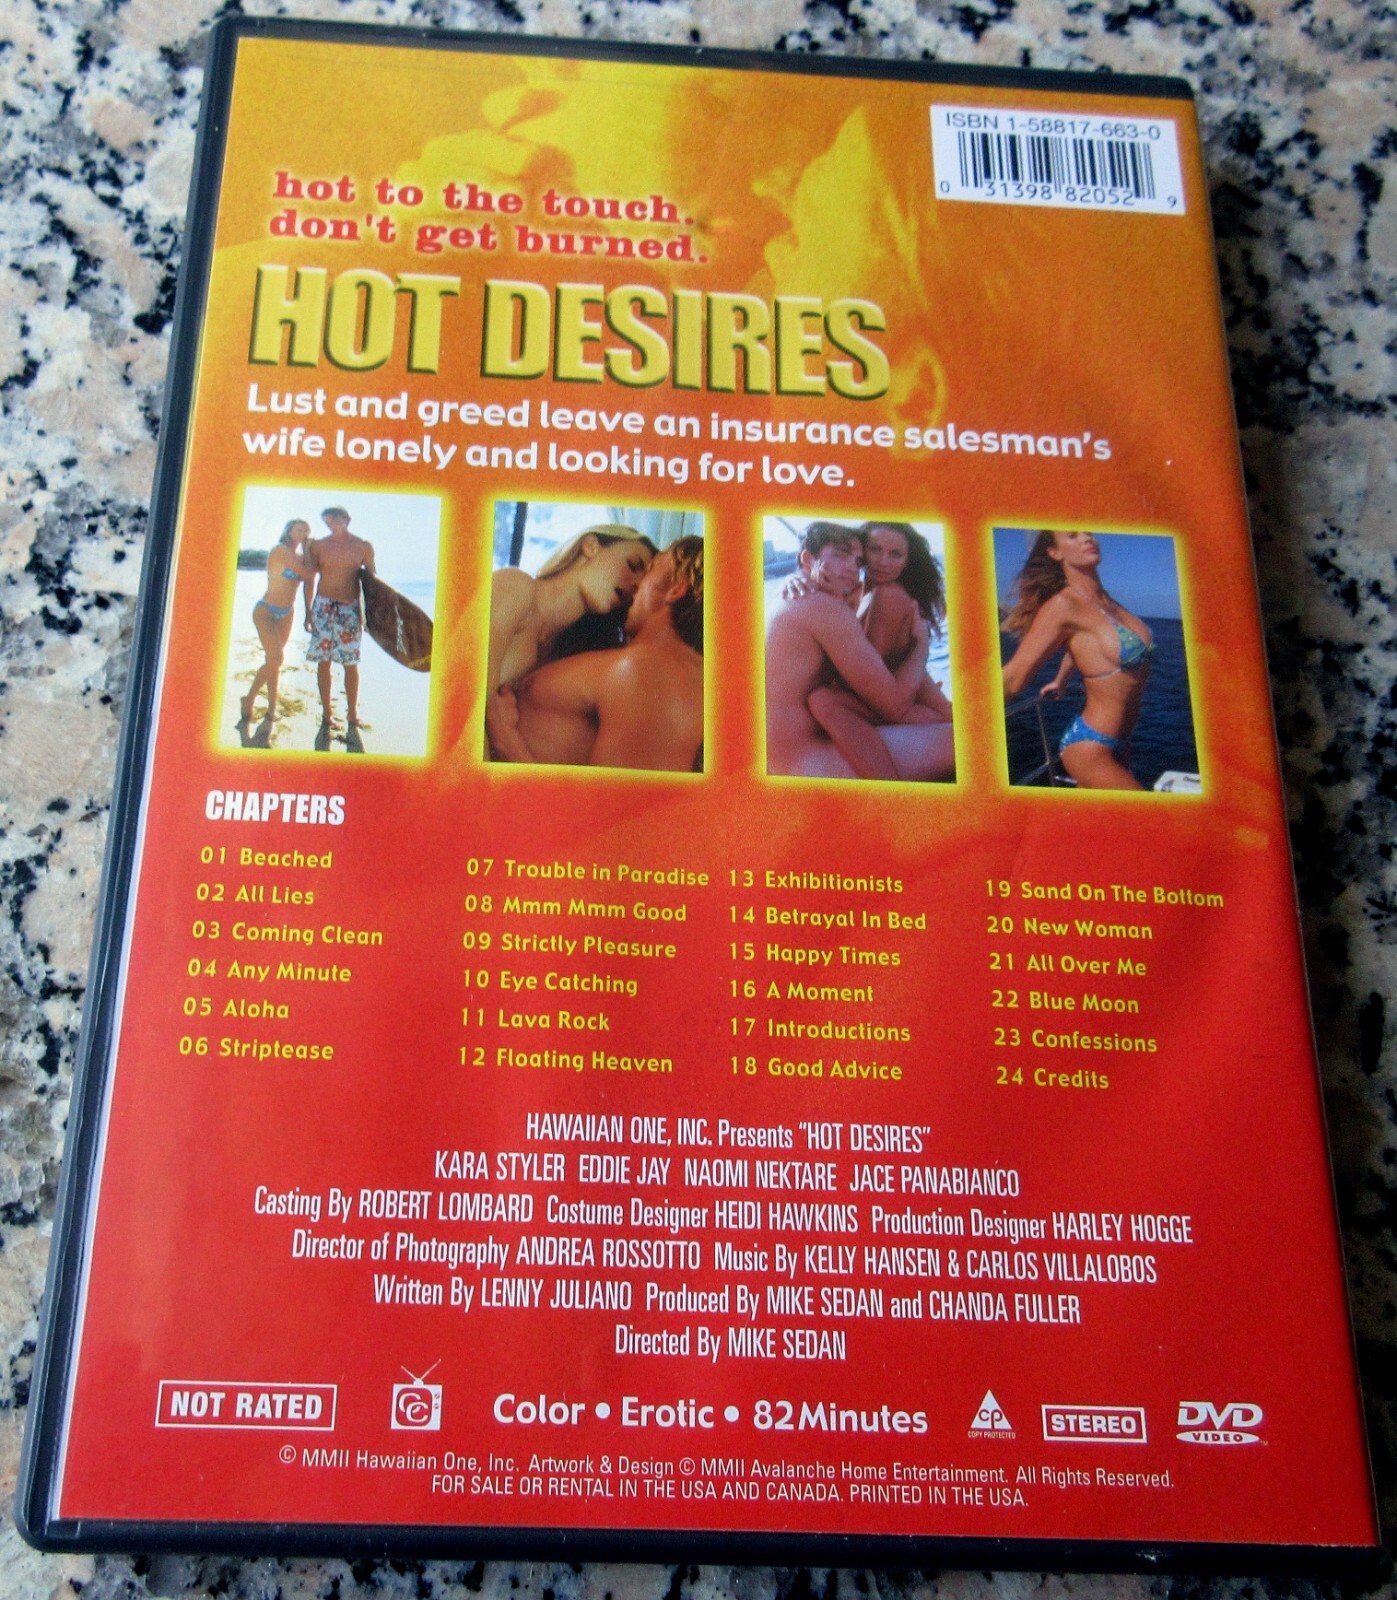 ISBN 1-58817-663-0
0 31398 82052 9
hot to the touch.
don't get burned.
HOT DESIRES
Lust and greed leave an insurance salesman's
wife lonely and looking for love.
CHAPTERS
01 Beached
02 All Lies
03 Coming Clean
04 Any Minute
05 Aloha
06 Striptease
07 Trouble in Paradise
08 Mmm Mmm Good
09 Strictly Pleasure
10 Eye Catching
11 Lava Rock
12 Floating Heaven
13 Exhibitionists
14 Betrayal In Bed
15 Happy Times
16 A Moment
17 Introductions
18 Good Advice
19 Sand On The Bottom
20 New Woman
21 All Over Me
22 Blue Moon
23 Confessions
24 Credits
HAWAIIAN ONE, INC. Presents "HOT DESIRES"
KARA STYLER EDDIE JAY NAOMI NEKTARE JACE PANABIANCO
Casting By ROBERT LOMBARD Costume Designer HEIDI HAWKINS Production Designer HARLEY HOGGE
Director of Photography ANDREA ROSSOTTO Music By KELLY HANSEN & CARLOS VILLALOBOS
Written By LENNY JULIANO Produced By MIKE SEDAN and CHANDA FULLER
Directed By MIKE SEDAN
NOT RATED
CC
Color • Erotic • 82 Minutes
CP
COPY PROTECTED
STEREO
DVD
VIDEO
© MMII Hawaiian One, Inc. Artwork & Design © MMII Avalanche Home Entertainment. All Rights Reserved.
FOR SALE OR RENTAL IN THE USA AND CANADA. PRINTED IN THE USA.